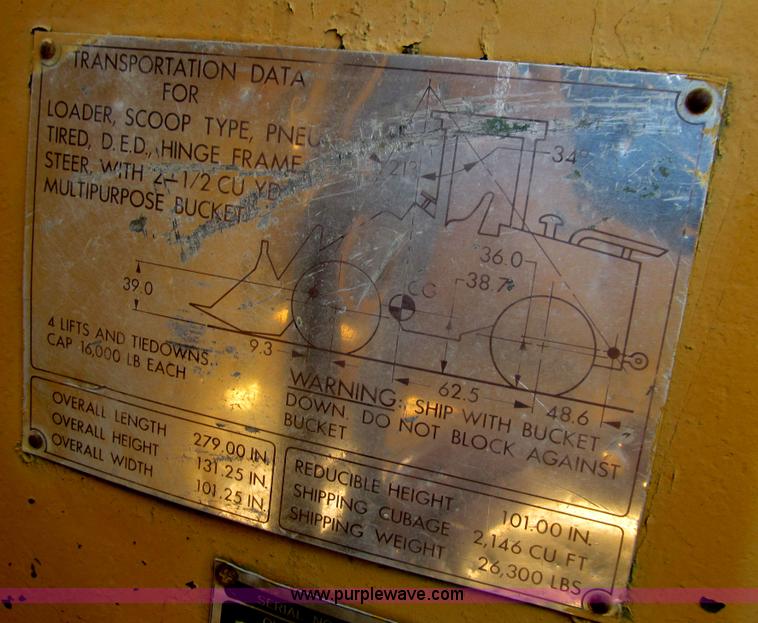 TRANSPORTATION DATA
FOR
LOADER, SCOOP TYPE, PNEU
TIRED, D.E.D., HINGE FRAME
STEER, WITH 2-1/2 CU YD
MULTIPURPOSE BUCKET
34°
36.0
38.7
CG
39.0
9.3
62.5
48.6
4 LIFTS AND TIEDOWNS
CAP 16,000 LB EACH
WARNING: SHIP WITH BUCKET
DOWN. DO NOT BLOCK AGAINST
BUCKET
OVERALL LENGTH 279.00 IN.
OVERALL HEIGHT 131.25 IN.
OVERALL WIDTH 101.25 IN.
REDUCIBLE HEIGHT 101.00 IN.
SHIPPING CUBAGE 2,146 CU FT
SHIPPING WEIGHT 26,300 LBS
www.purplewave.com
SERIAL NO